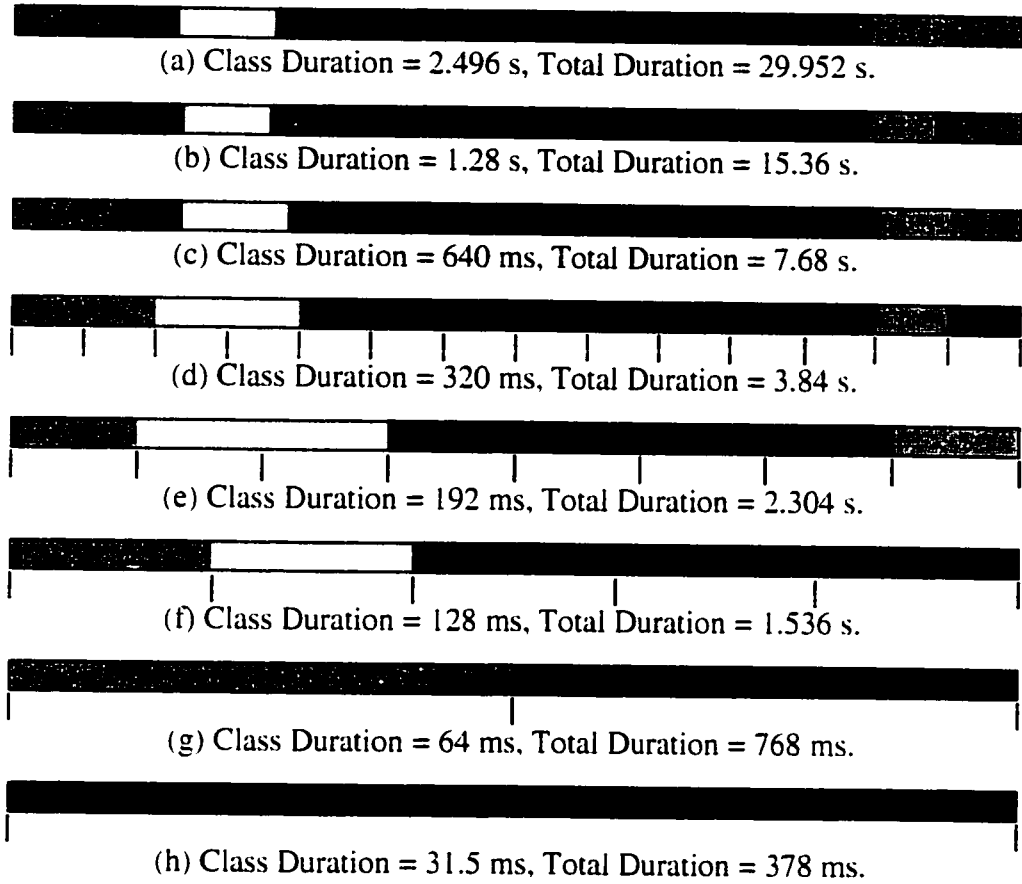 (a) Class Duration = 2.496 s, Total Duration = 29.952 s.
(b) Class Duration = 1.28 s, Total Duration = 15.36 s.
(c) Class Duration = 640 ms, Total Duration = 7.68 s.
(d) Class Duration = 320 ms, Total Duration = 3.84 s.
(e) Class Duration = 192 ms, Total Duration = 2.304 s.
(f) Class Duration = 128 ms, Total Duration = 1.536 s.
(g) Class Duration = 64 ms, Total Duration = 768 ms.
(h) Class Duration = 31.5 ms, Total Duration = 378 ms.